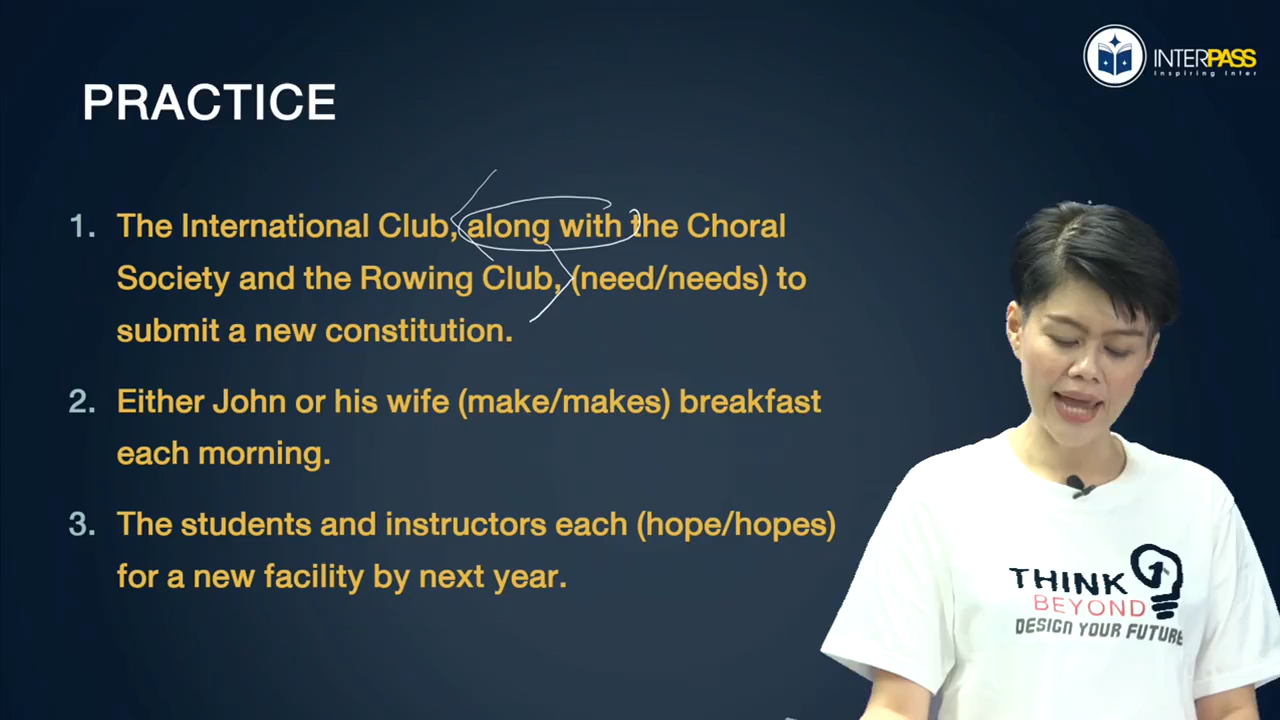 INTERPASS
Inspiring Inter
PRACTICE
1. The International Club, along with the Choral
Society and the Rowing Club, (need/needs) to
submit a new constitution.
2. Either John or his wife (make/makes) breakfast
each morning.
3. The students and instructors each (hope/hopes)
for a new facility by next year.
THINK
BEYOND
DESIGN YOUR FUTURE